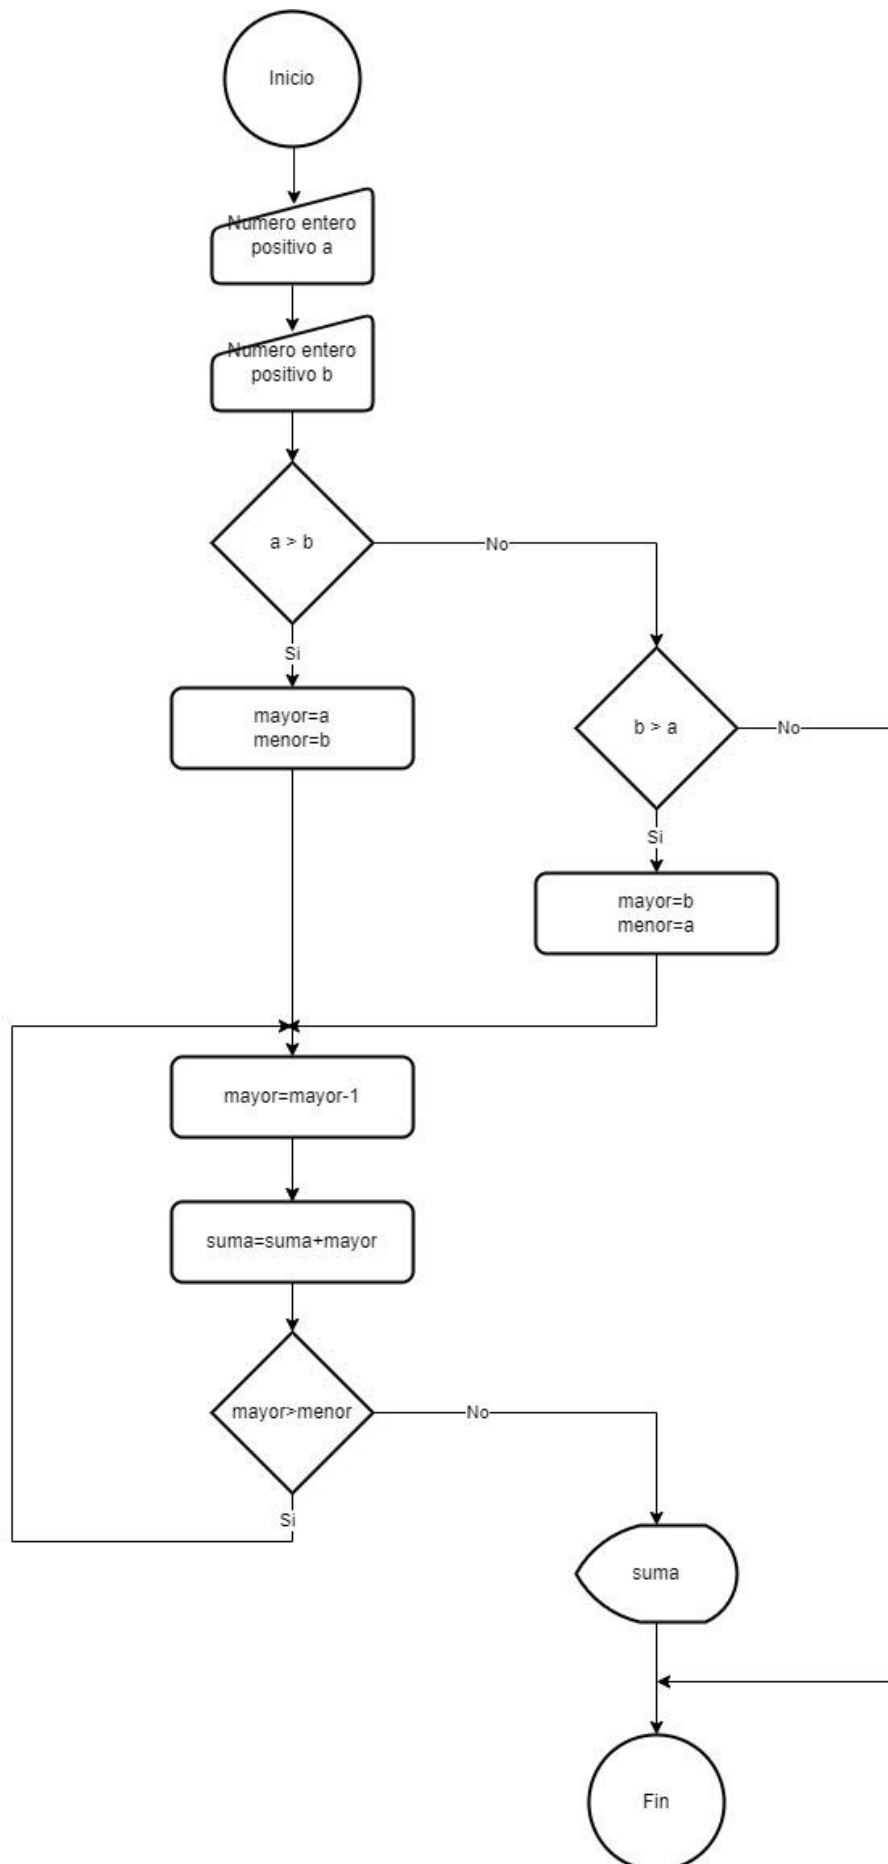 Inicio
Numero entero
positivo a
Numero entero
positivo b
a > b
No
Si
mayor=a
menor=b
b > a
No
Si
mayor=b
menor=a
mayor=mayor-1
suma=suma+mayor
mayor>menor
No
Si
suma
Fin